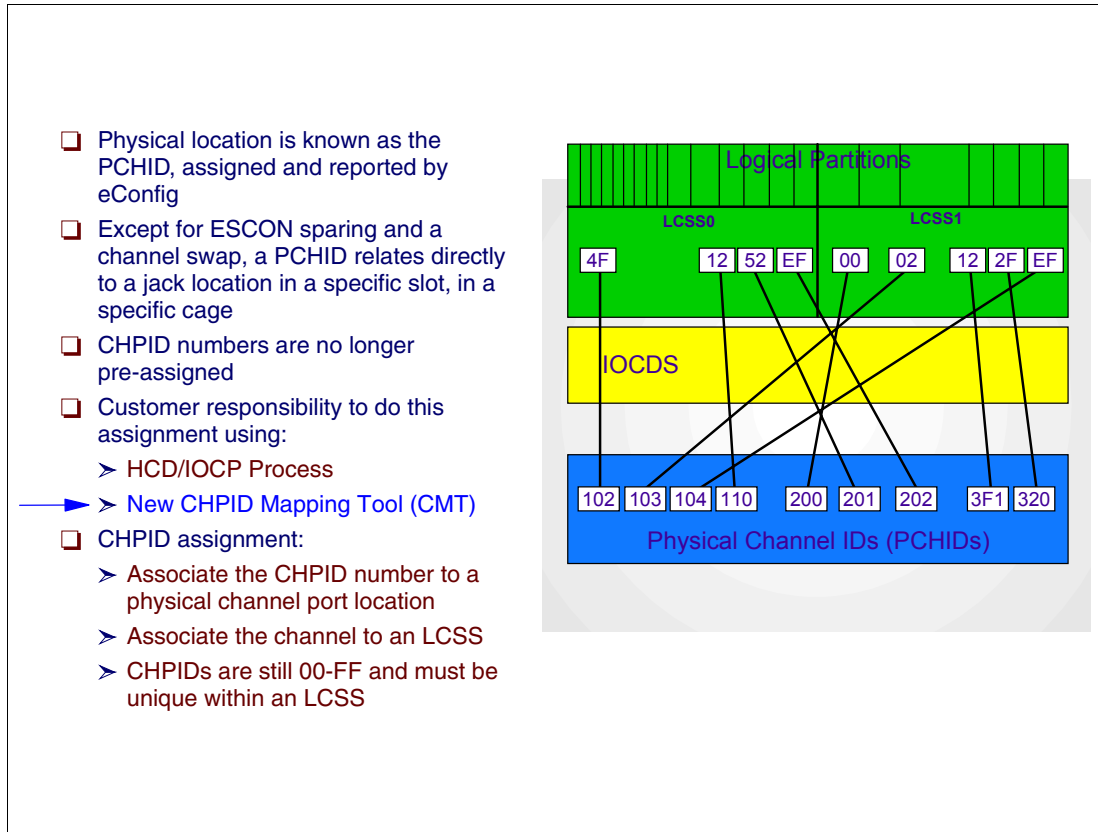 Physical location is known as the
PCHID, assigned and reported by
eConfig
Except for ESCON sparing and a
channel swap, a PCHID relates directly
to a jack location in a specific slot, in a
specific cage
CHPID numbers are no longer
pre-assigned
Customer responsibility to do this
assignment using:
HCD/IOCP Process
New CHPID Mapping Tool (CMT)
CHPID assignment:
Associate the CHPID number to a
physical channel port location
Associate the channel to an LCSS
CHPIDs are still 00-FF and must be
unique within an LCSS
Logical Partitions
LCSS0 LCSS1
4F 12 52 EF 00 02 12 2F EF
IOCDS
102 103 104 110 200 201 202 3F1 320
Physical Channel IDs (PCHIDs)